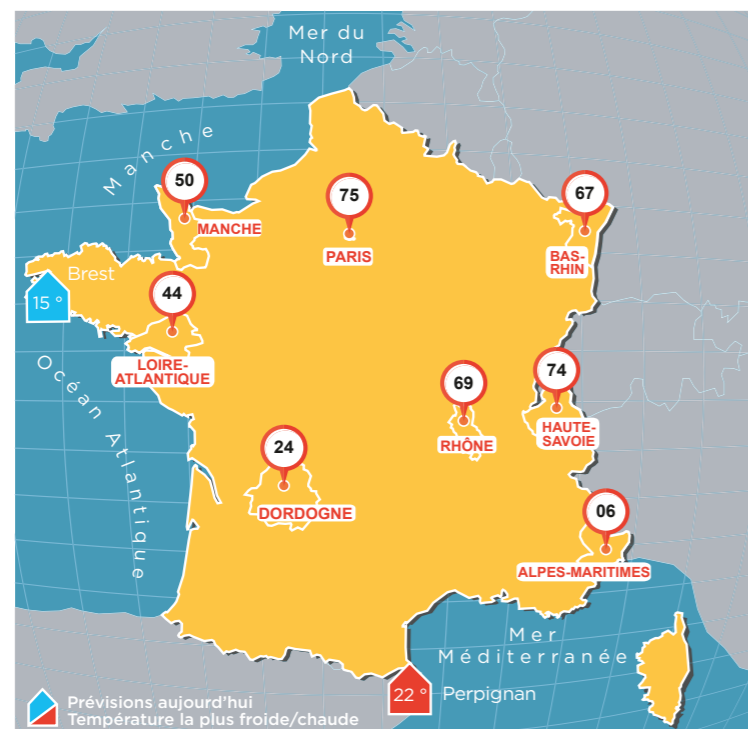 Mer du
Nord
Manche
50
MANCHE
75
PARIS
67
BAS-
RHIN
Brest
15 °
44
LOIRE-
ATLANTIQUE
Océan Atlantique
69
RHÔNE
74
HAUTE-
SAVOIE
24
DORDOGNE
06
ALPES-MARITIMES
Mer
Méditerranée
22 °
Perpignan
Prévisions aujourd'hui
Température la plus froide/chaude